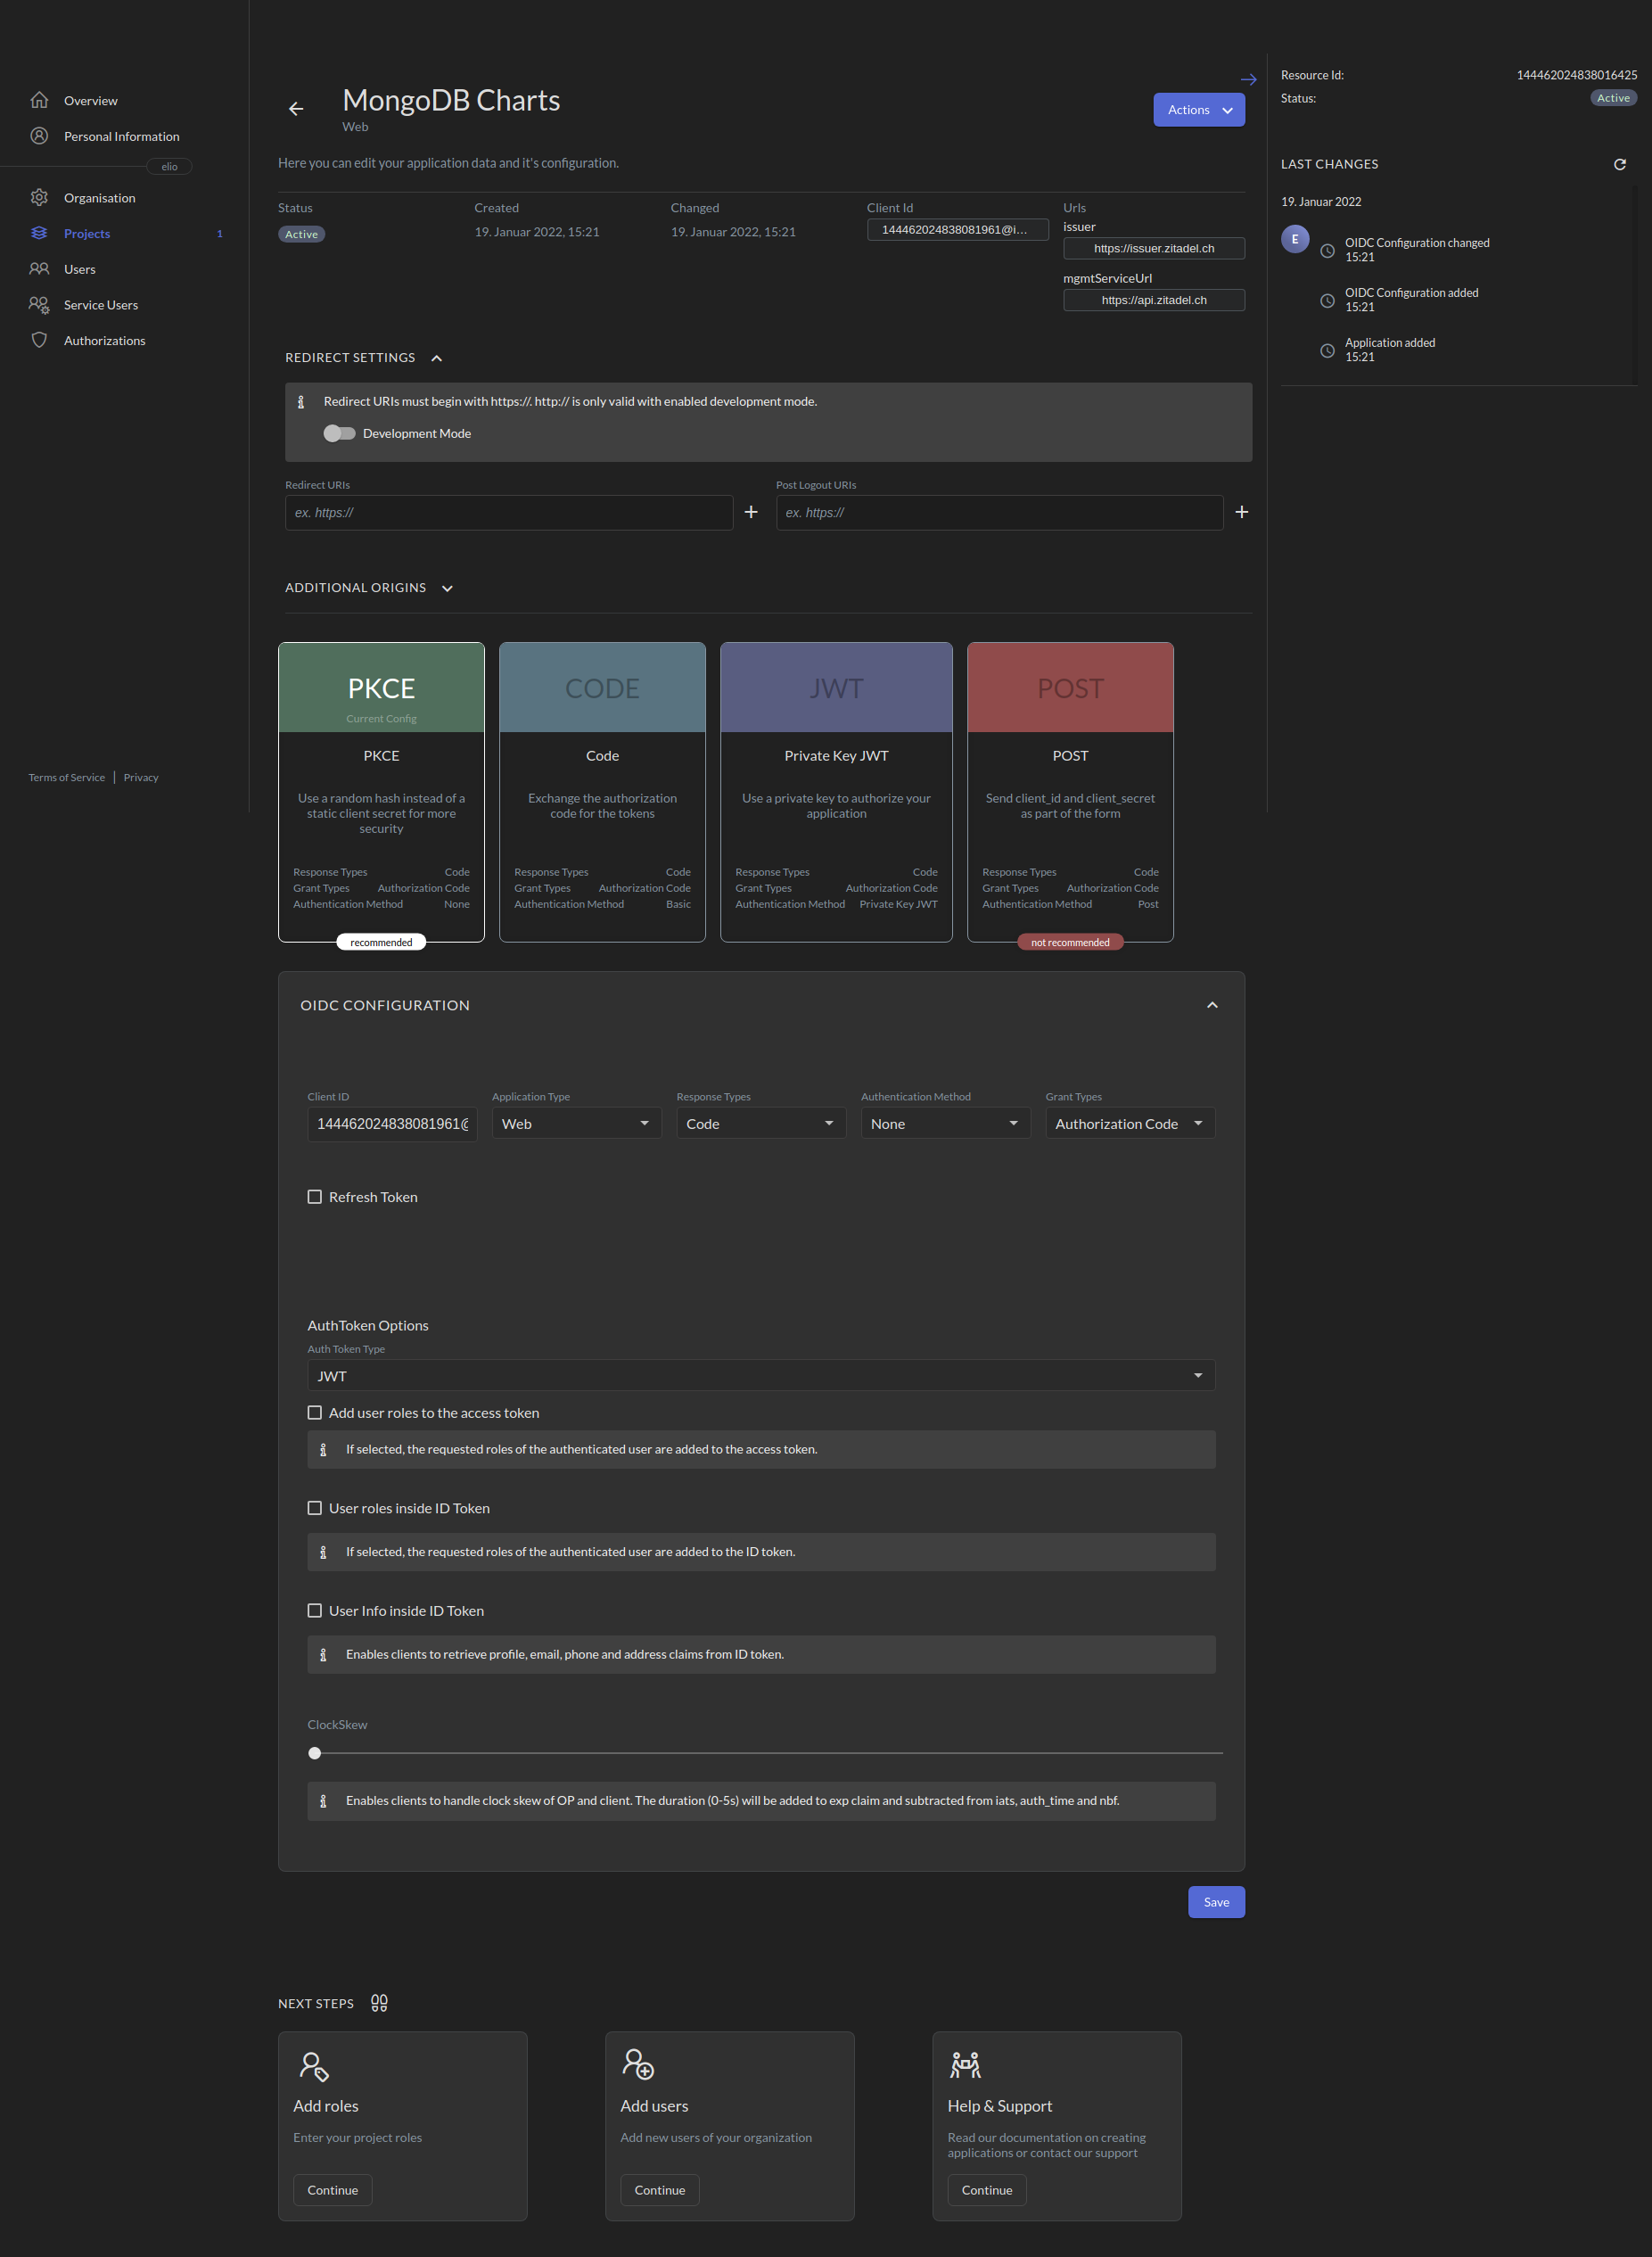 Overview
Personal Information
elio
Organisation
Projects 1
Users
Service Users
Authorizations
Terms of Service | Privacy
MongoDB Charts
Web
Actions
Here you can edit your application data and it's configuration.
Status
Active
Created
19. Januar 2022, 15:21
Changed
19. Januar 2022, 15:21
Client Id
144462024838081961@i...
Urls
issuer
https://issuer.zitadel.ch
mgmtServiceUrl
https://api.zitadel.ch
REDIRECT SETTINGS
Redirect URIs must begin with https://. http:// is only valid with enabled development mode.
Development Mode
Redirect URIs
ex. https://
Post Logout URIs
ex. https://
ADDITIONAL ORIGINS
PKCE
Current Config
PKCE
Use a random hash instead of a
static client secret for more
security
Response Types Code
Grant Types Authorization Code
Authentication Method None
recommended
CODE
Code
Exchange the authorization
code for the tokens
Response Types Code
Grant Types Authorization Code
Authentication Method Basic
JWT
Private Key JWT
Use a private key to authorize your
application
Response Types Code
Grant Types Authorization Code
Authentication Method Private Key JWT
POST
POST
Send client_id and client_secret
as part of the form
Response Types Code
Grant Types Authorization Code
Authentication Method Post
not recommended
OIDC CONFIGURATION
Client ID
144462024838081961@
Application Type
Web
Response Types
Code
Authentication Method
None
Grant Types
Authorization Code
Refresh Token
AuthToken Options
Auth Token Type
JWT
Add user roles to the access token
If selected, the requested roles of the authenticated user are added to the access token.
User roles inside ID Token
If selected, the requested roles of the authenticated user are added to the ID token.
User Info inside ID Token
Enables clients to retrieve profile, email, phone and address claims from ID token.
ClockSkew
Enables clients to handle clock skew of OP and client. The duration (0-5s) will be added to exp claim and subtracted from iats, auth_time and nbf.
Save
NEXT STEPS
Add roles
Enter your project roles
Continue
Add users
Add new users of your organization
Continue
Help & Support
Read our documentation on creating
applications or contact our support
Continue
Resource Id: 144462024838016425
Status: Active
LAST CHANGES
19. Januar 2022
E
OIDC Configuration changed
15:21
OIDC Configuration added
15:21
Application added
15:21